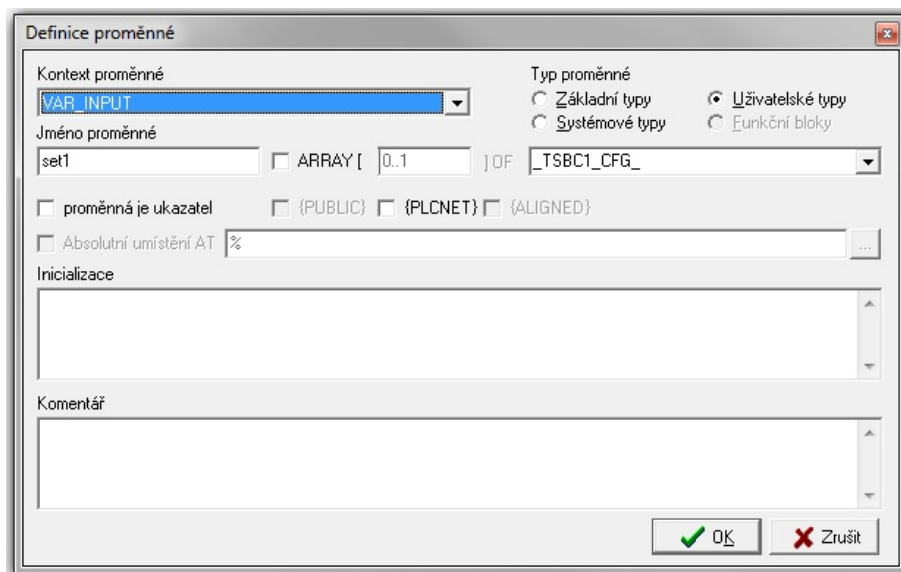 Definice proměnné
Kontext proměnné
Typ proměnné
VAR_INPUT
Základní typy
Uživatelské typy
Systémové typy
Funkční bloky
Jméno proměnné
set1
ARRAY [
0..1
] OF
_TSBC1_CFG_
proměnná je ukazatel
{PUBLIC}
{PLCNET}
{ALIGNED}
Absolutní umístění AT
%
...
Inicializace
Komentář
OK
Zrušit